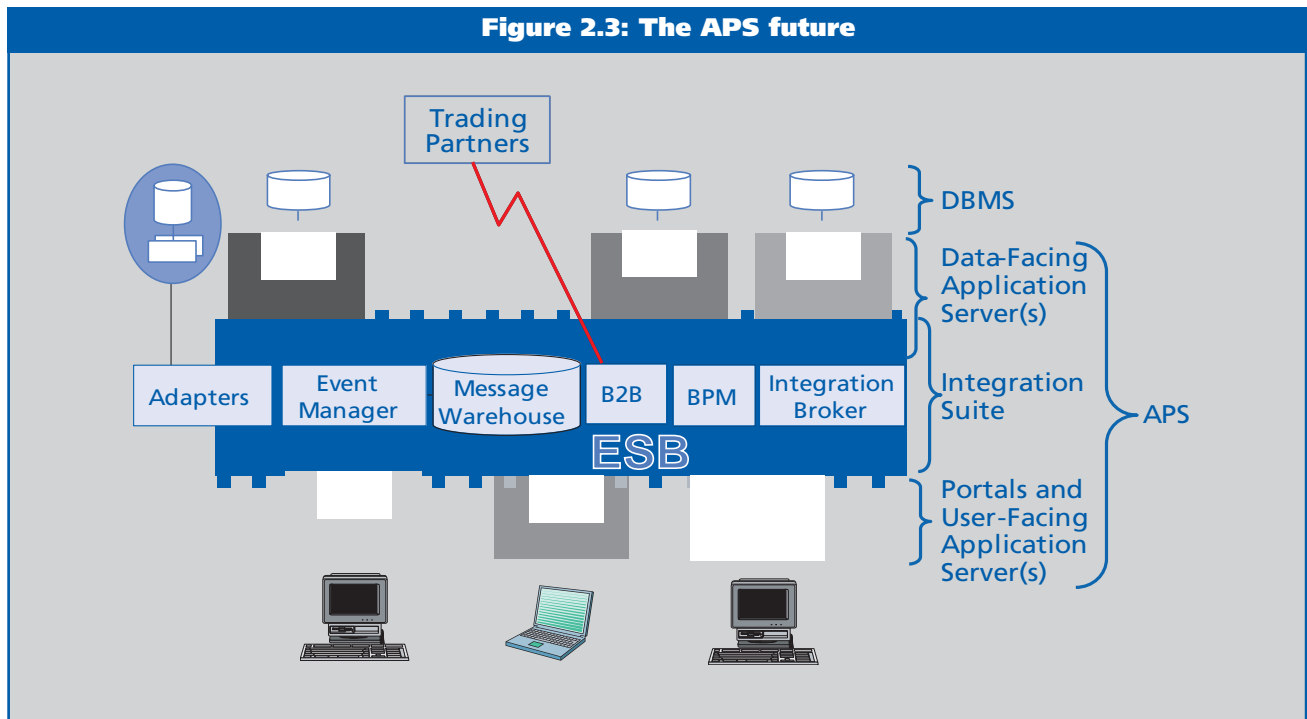 Figure 2.3: The APS future
Trading
Partners
DBMS
Data-Facing
Application
Server(s)
Adapters
Event
Manager
Message
Warehouse
B2B
BPM
Integration
Broker
Integration
Suite
APS
ESB
Portals and
User-Facing
Application
Server(s)